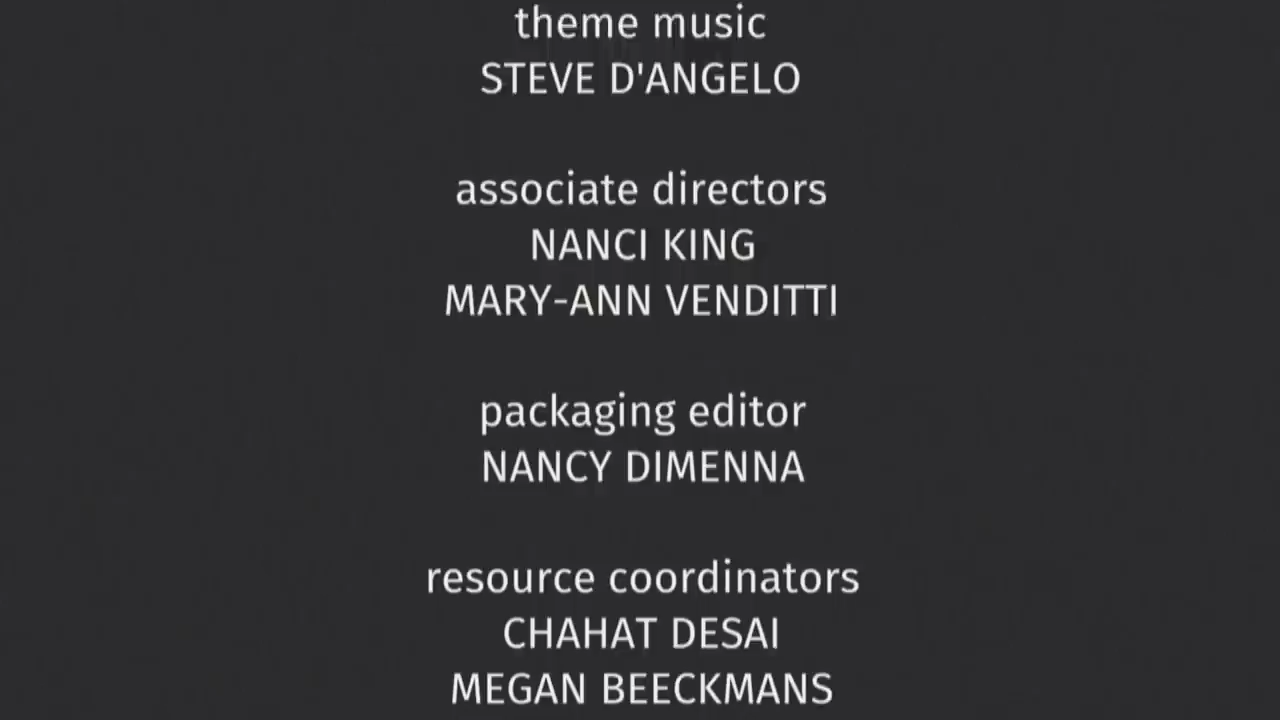 theme music
STEVE D'ANGELO
associate directors
NANCI KING
MARY-ANN VENDITTI
packaging editor
NANCY DIMENNA
resource coordinators
CHAHAT DESAI
MEGAN BEECKMANS